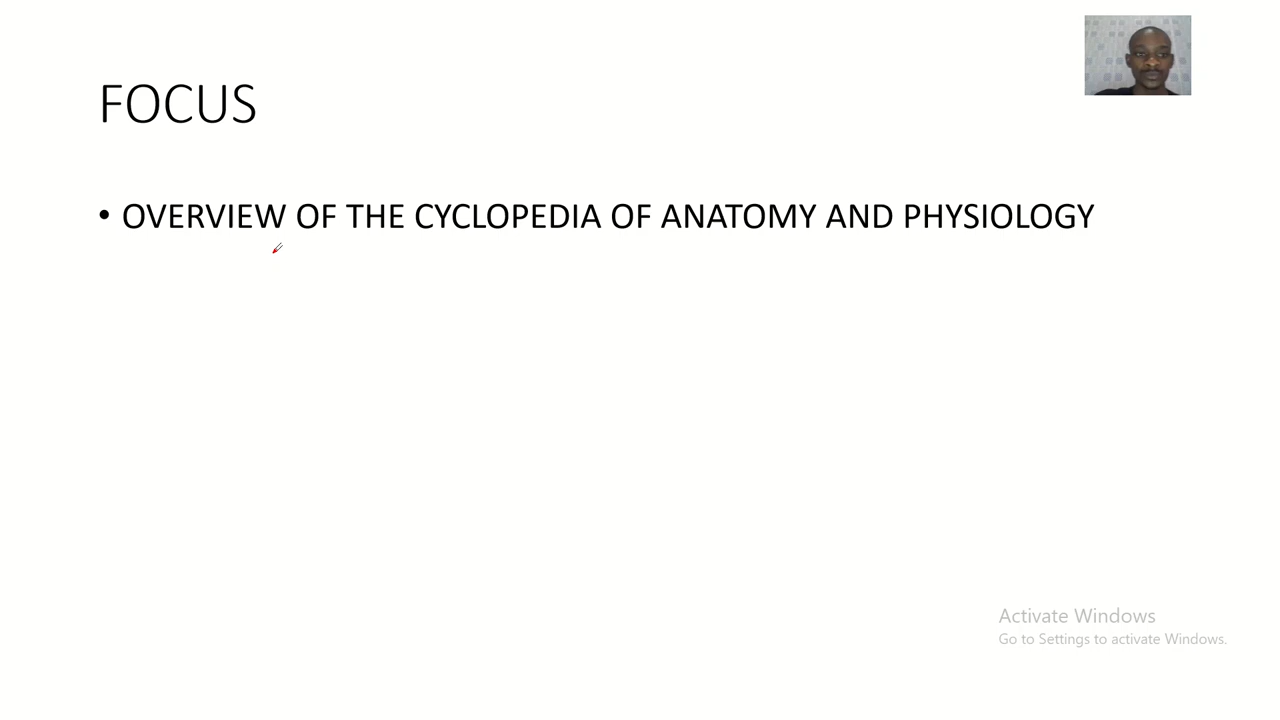 FOCUS
• OVERVIEW OF THE CYCLOPEDIA OF ANATOMY AND PHYSIOLOGY
Activate Windows
Go to Settings to activate Windows.